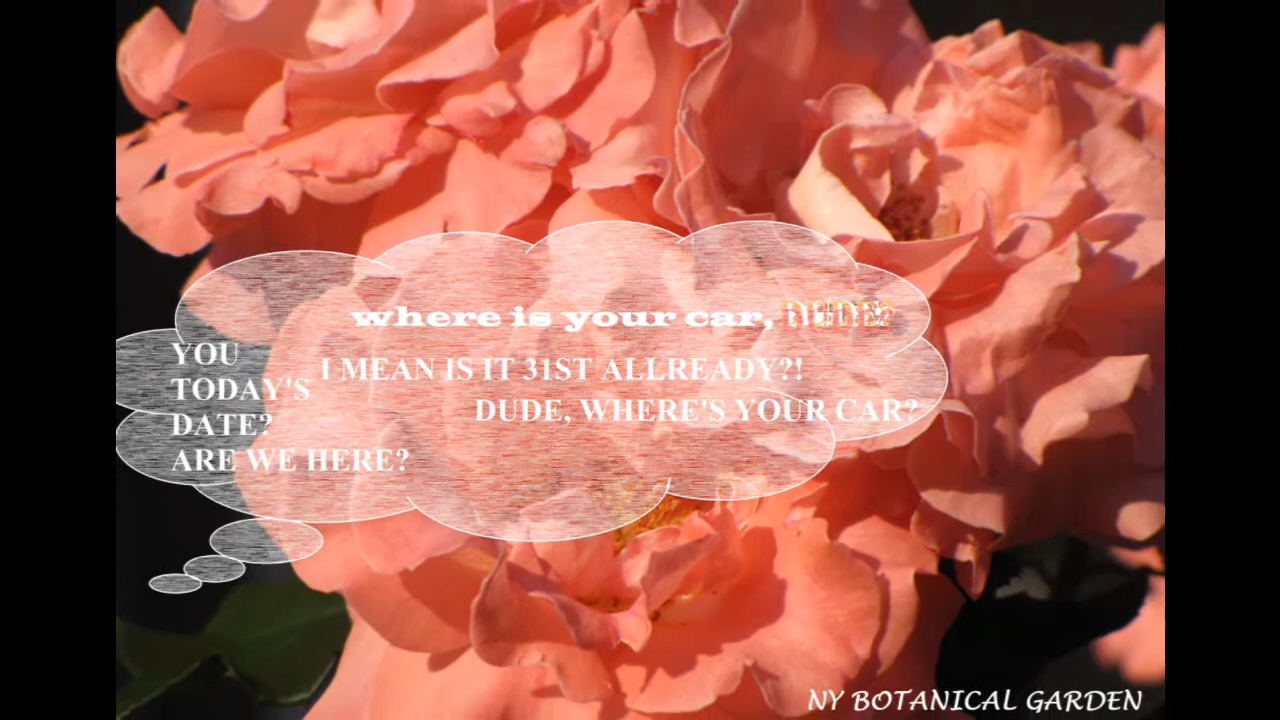 where is your car, DUDE?
YOU
TODAY'S
DATE?
ARE WE HERE?
I MEAN IS IT 31ST ALLREADY?!
DUDE, WHERE'S YOUR CAR?
NY BOTANICAL GARDEN